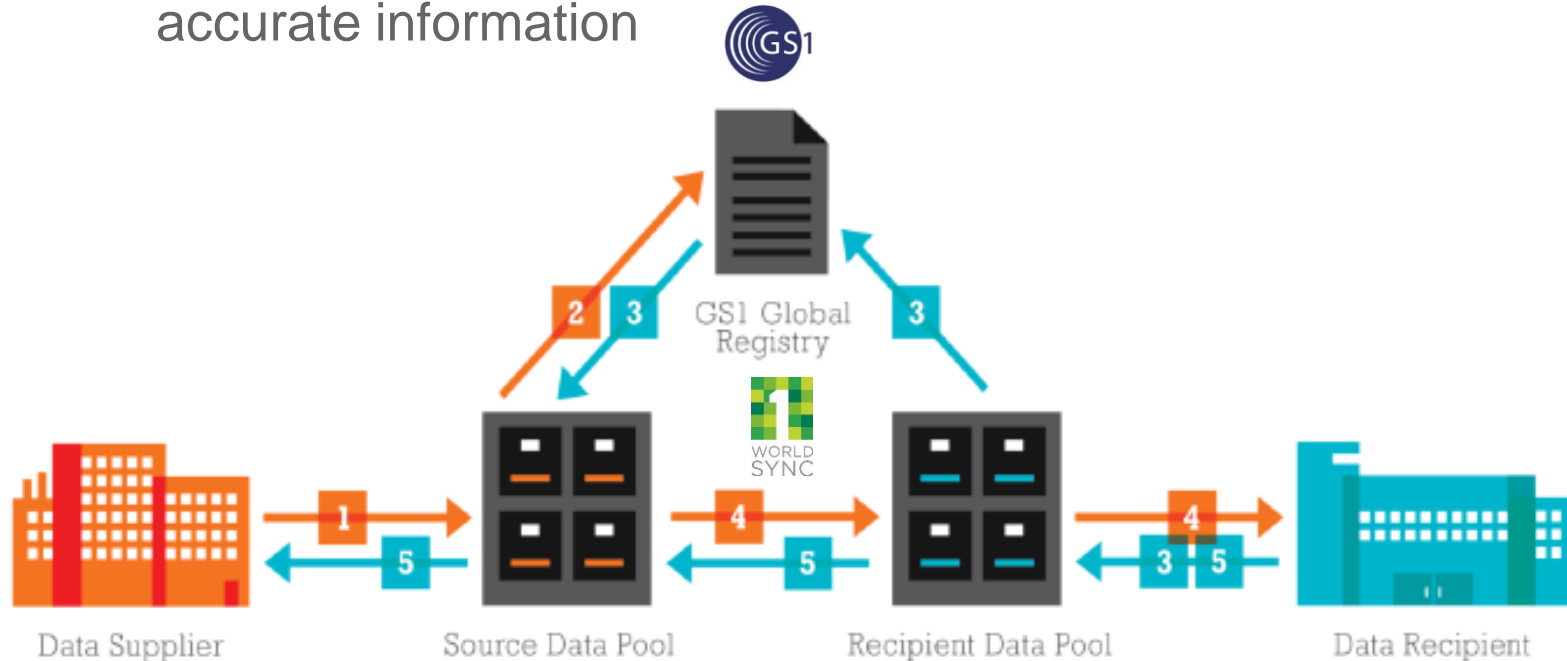 accurate information
GS1
2
3
GS1 Global
Registry
3
1
WORLD
SYNC
1
4
4
5
5
3
5
Data Supplier
Source Data Pool
Recipient Data Pool
Data Recipient